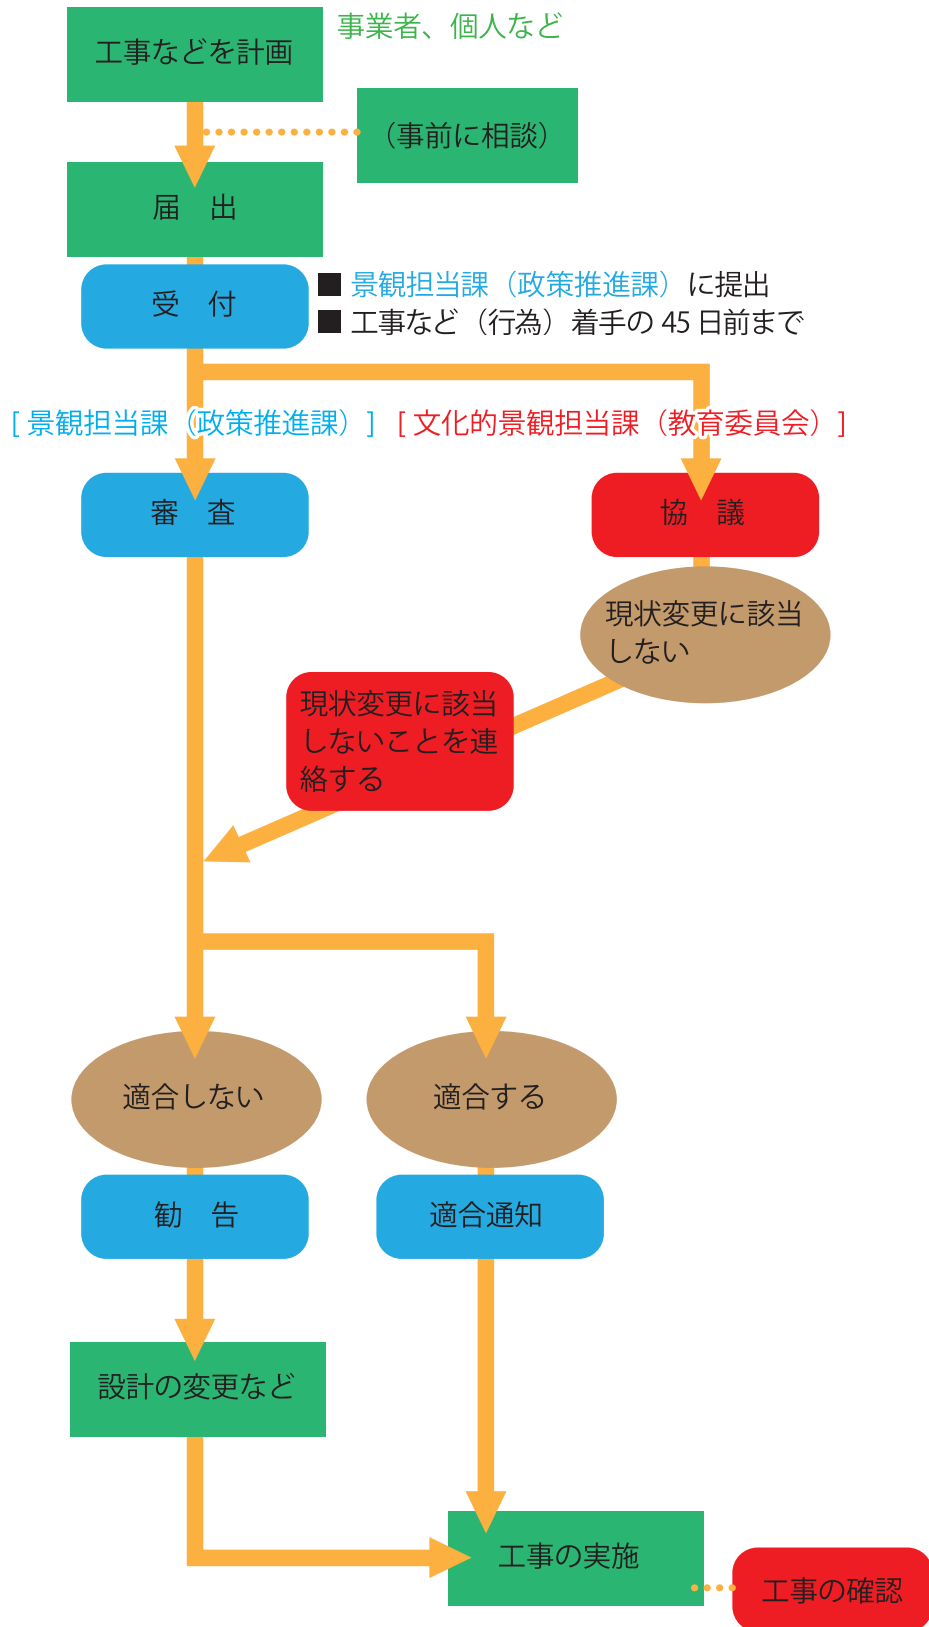 工事などを計画
事業者、個人など
（事前に相談）
届　出
受　付
■ 景観担当課（政策推進課）に提出
■ 工事など（行為）着手の 45 日前まで
[ 景観担当課（政策推進課）]
[ 文化的景観担当課（教育委員会）]
審　査
協　議
現状変更に該当
しない
現状変更に該当
しないことを連
絡する
適合しない
適合する
勧　告
適合通知
設計の変更など
工事の実施
工事の確認